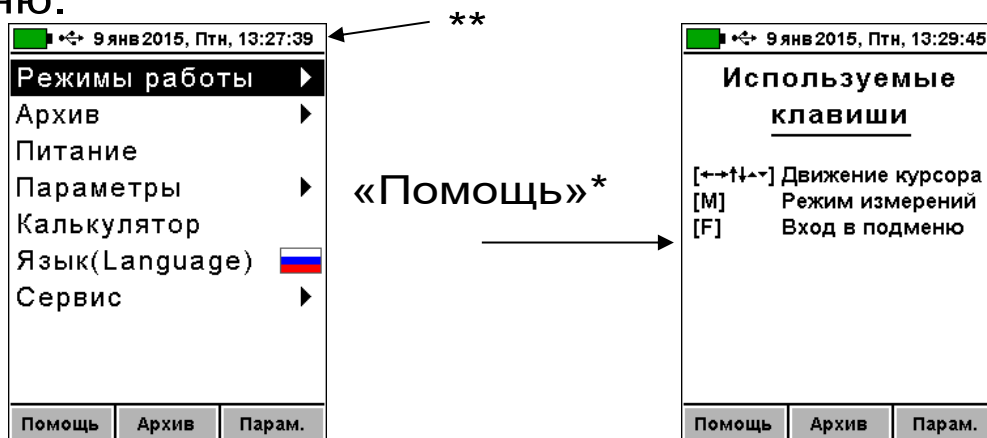 ню.
**
9 янв 2015, Птн, 13:27:39
Режимы работы
Архив
Питание
Параметры
Калькулятор
Язык(Language)
Сервис
Помощь Архив Парам.
«Помощь»*
9 янв 2015, Птн, 13:29:45
Используемые
клавиши
[←→↑↓▴▾] Движение курсора
[M] Режим измерений
[F] Вход в подменю
Помощь Архив Парам.